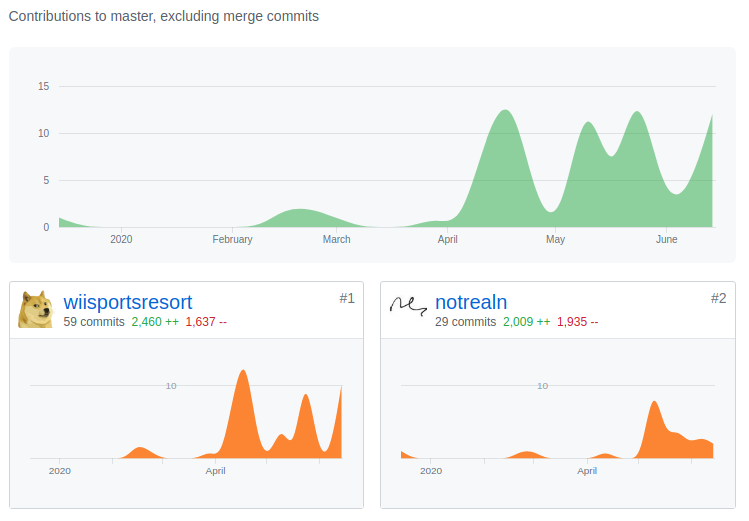 Contributions to master, excluding merge commits
15
10
5
0
2020 February March April May June
wiisportsresort #1
59 commits 2,460 ++ 1,637 --
10
2020 April
notrealn #2
29 commits 2,009 ++ 1,935 --
10
2020 April